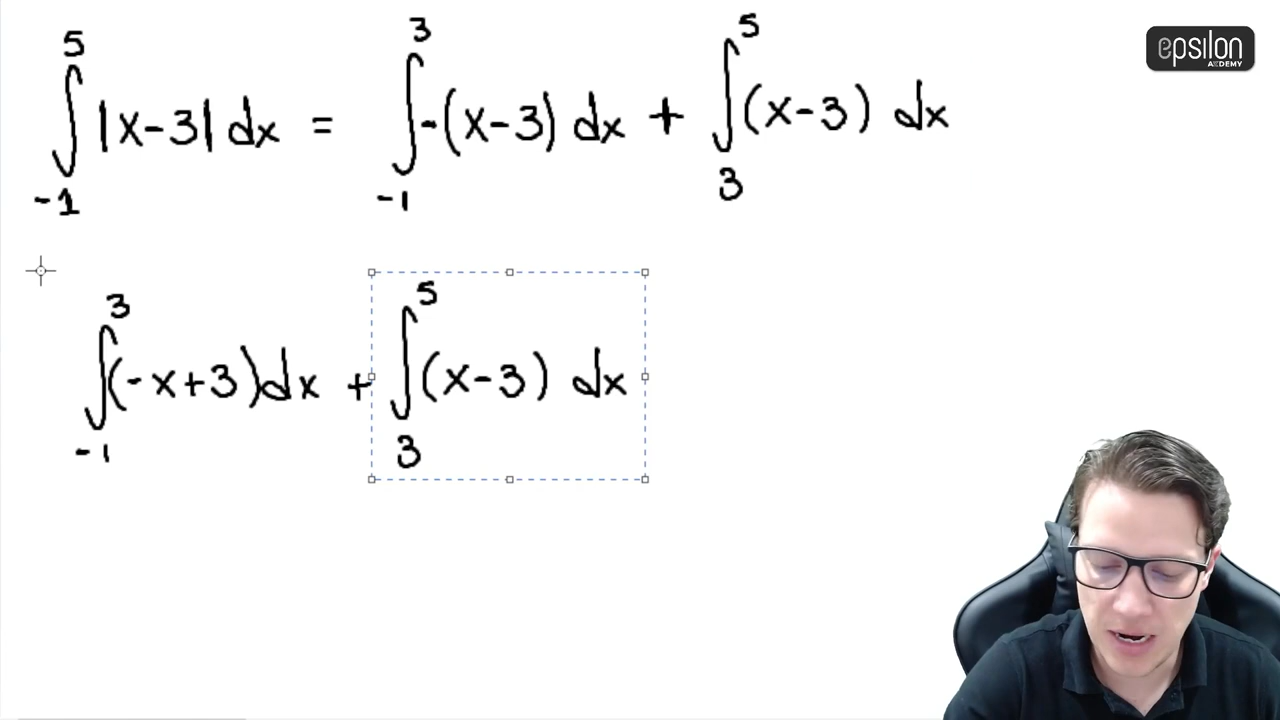 epsilon
AKDEMY
∫_{-1}^{5} |x-3| dx = ∫_{-1}^{3} -(x-3) dx + ∫_{3}^{5} (x-3) dx
∫_{-1}^{3} (-x+3) dx + ∫_{3}^{5} (x-3) dx